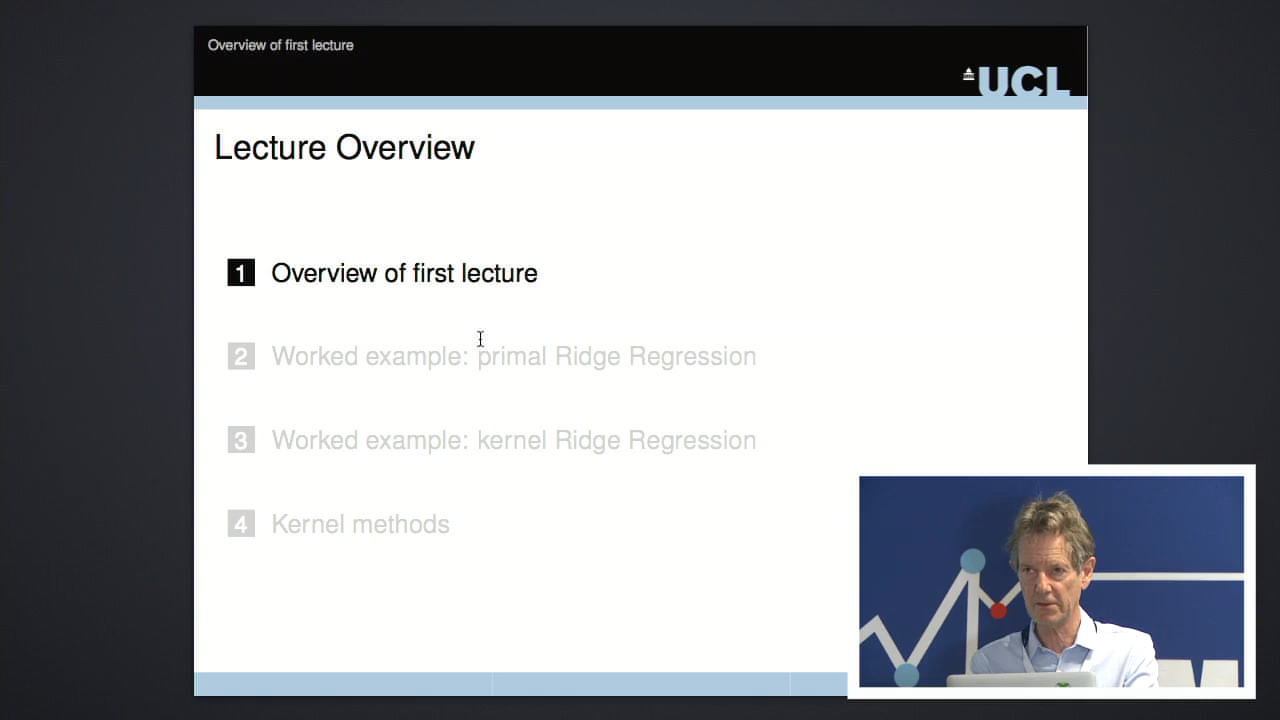 Overview of first lecture
UCL
Lecture Overview
1 Overview of first lecture
2 Worked example: primal Ridge Regression
3 Worked example: kernel Ridge Regression
4 Kernel methods
M